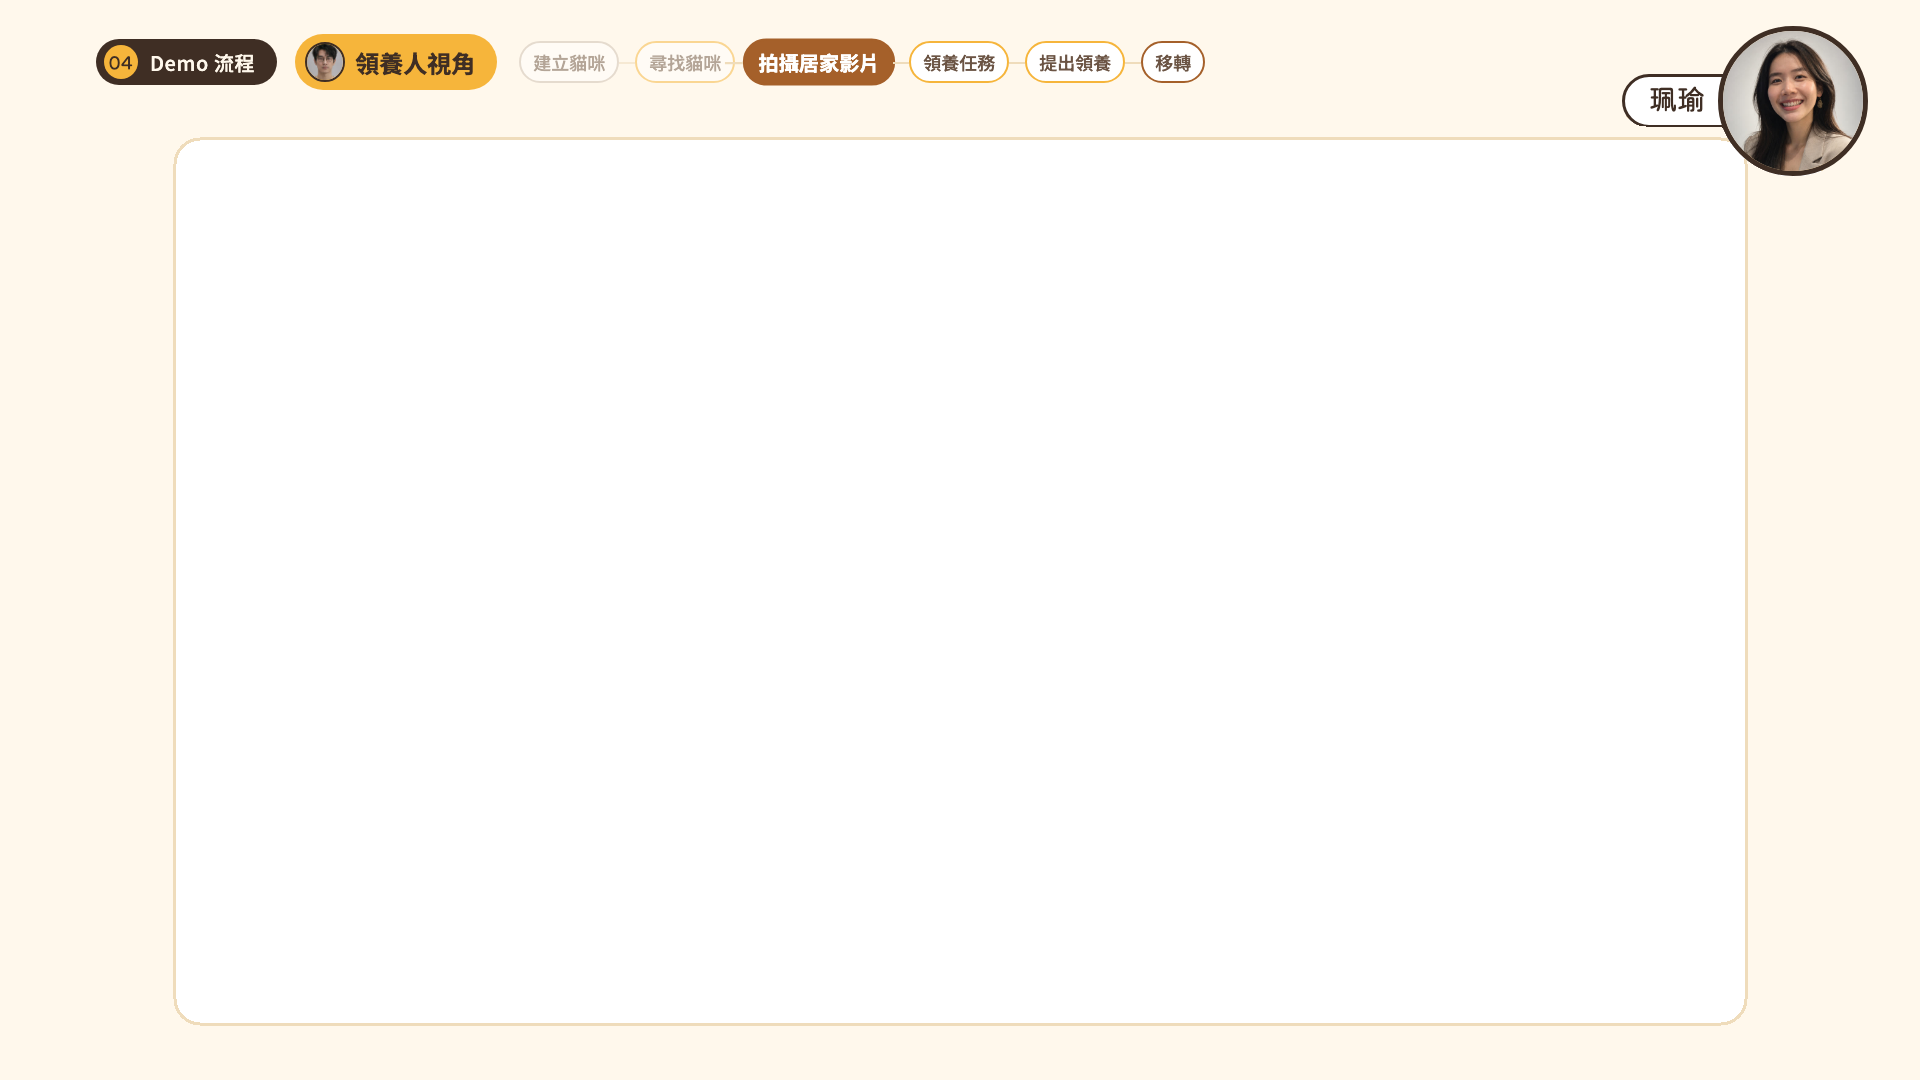 04 Demo 流程
領養人視角
建立貓咪
尋找貓咪
拍攝居家影片
領養任務
提出領養
移轉
珮瑜